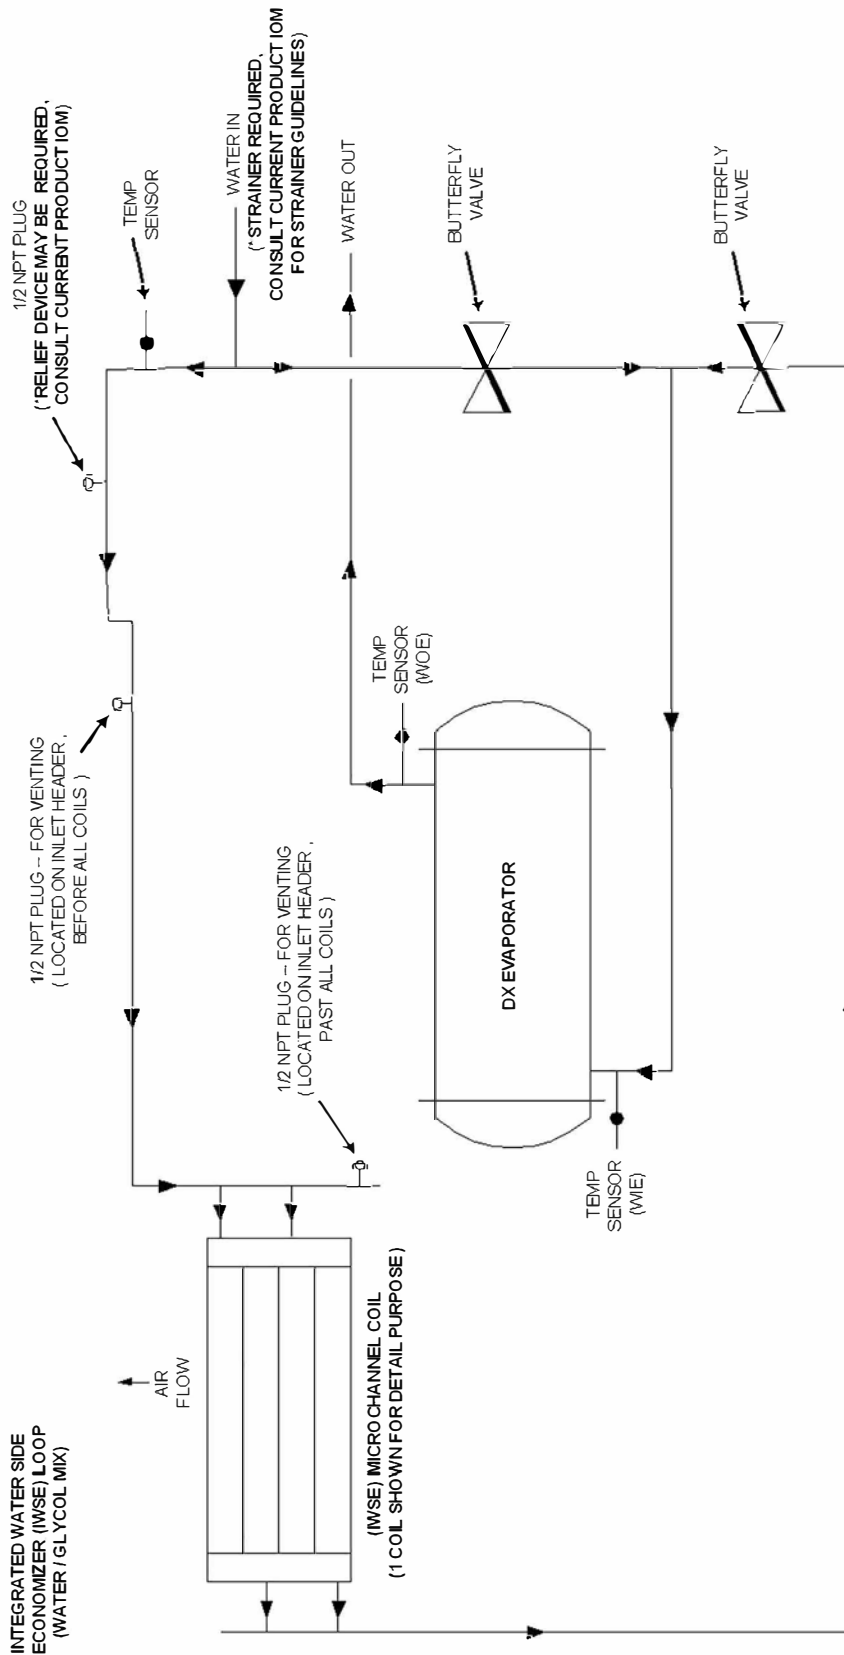 INTEGRATED WATER SIDE
ECONOMIZER (IWSE) LOOP
(WATER / GLYCOL MIX)
1/2 NPT PLUG
(*RELIEF DEVICE MAY BE REQUIRED,
CONSULT CURRENT PRODUCT IOM)
TEMP
SENSOR
WATER IN
(*STRAINER REQUIRED,
CONSULT CURRENT PRODUCT IOM
FOR STRAINER GUIDELINES)
WATER OUT
BUTTERFLY
VALVE
BUTTERFLY
VALVE
1/2 NPT PLUG – FOR VENTING
( LOCATED ON INLET HEADER ,
BEFORE ALL COILS )
TEMP
SENSOR
(WOE)
1/2 NPT PLUG – FOR VENTING
( LOCATED ON INLET HEADER ,
PAST ALL COILS )
DX EVAPORATOR
TEMP
SENSOR
(WIE)
AIR
FLOW
(IWSE) MICROCHANNEL COIL
(1 COIL SHOWN FOR DETAIL PURPOSE )